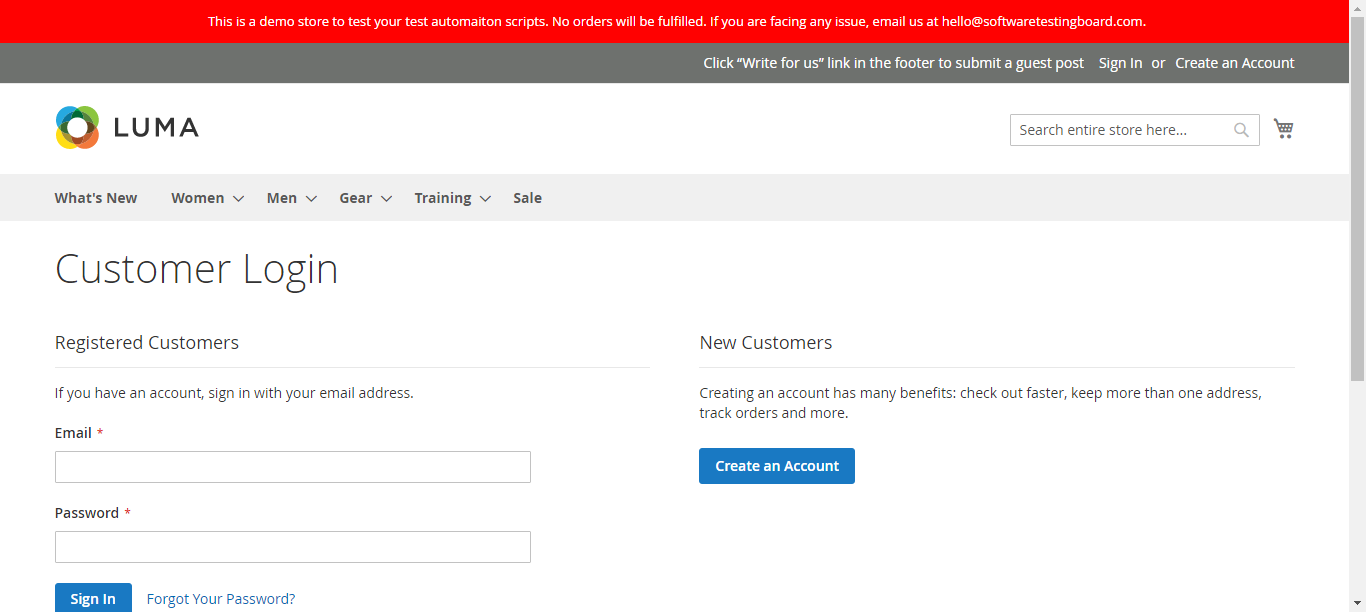 This is a demo store to test your test automaiton scripts. No orders will be fulfilled. If you are facing any issue, email us at hello@softwaretestingboard.com.
Click “Write for us” link in the footer to submit a guest post Sign In or Create an Account
LUMA
Search entire store here...
What's New Women Men Gear Training Sale
Customer Login
Registered Customers
If you have an account, sign in with your email address.
Email *
Password *
Sign In Forgot Your Password?
New Customers
Creating an account has many benefits: check out faster, keep more than one address,
track orders and more.
Create an Account